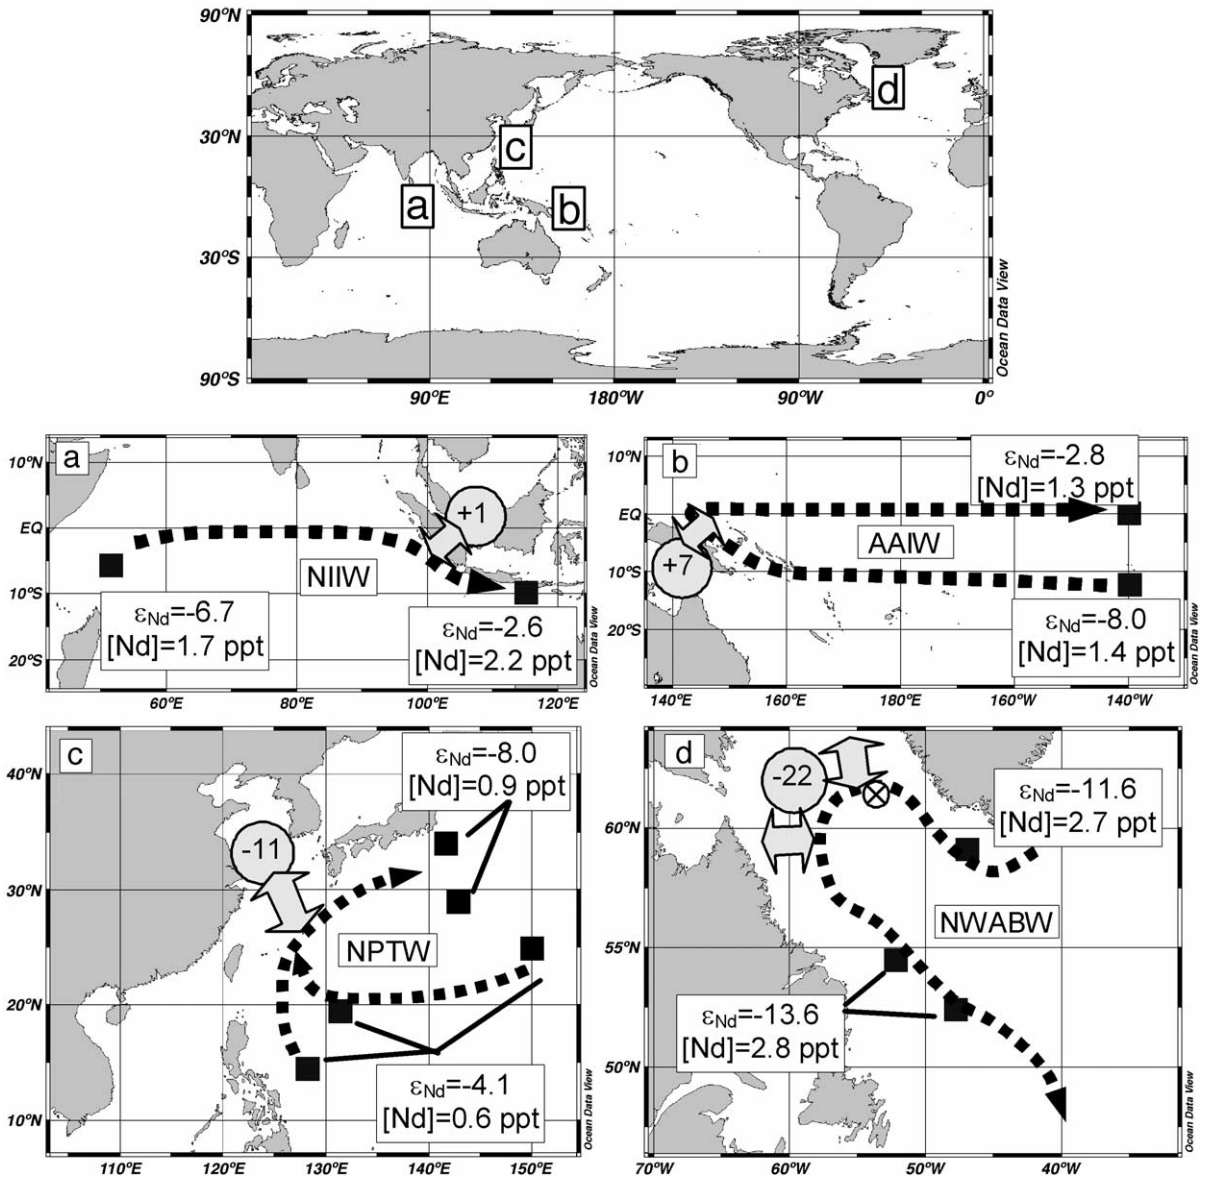 90°N
30°N
30°S
90°S
90°E
180°W
90°W
0°
a
b
c
d
Ocean Data View
a
10°N
EQ
10°S
20°S
60°E
80°E
100°E
120°E
+1
NIIW
εNd=-6.7
[Nd]=1.7 ppt
εNd=-2.6
[Nd]=2.2 ppt
Ocean Data View
b
10°N
EQ
10°S
20°S
140°E
160°E
180°E
160°W
140°W
εNd=-2.8
[Nd]=1.3 ppt
AAIW
+7
εNd=-8.0
[Nd]=1.4 ppt
Ocean Data View
c
40°N
30°N
20°N
10°N
110°E
120°E
130°E
140°E
150°E
εNd=-8.0
[Nd]=0.9 ppt
-11
NPTW
εNd=-4.1
[Nd]=0.6 ppt
Ocean Data View
d
60°N
55°N
50°N
70°W
60°W
50°W
40°W
-22
εNd=-11.6
[Nd]=2.7 ppt
NWABW
εNd=-13.6
[Nd]=2.8 ppt
Ocean Data View